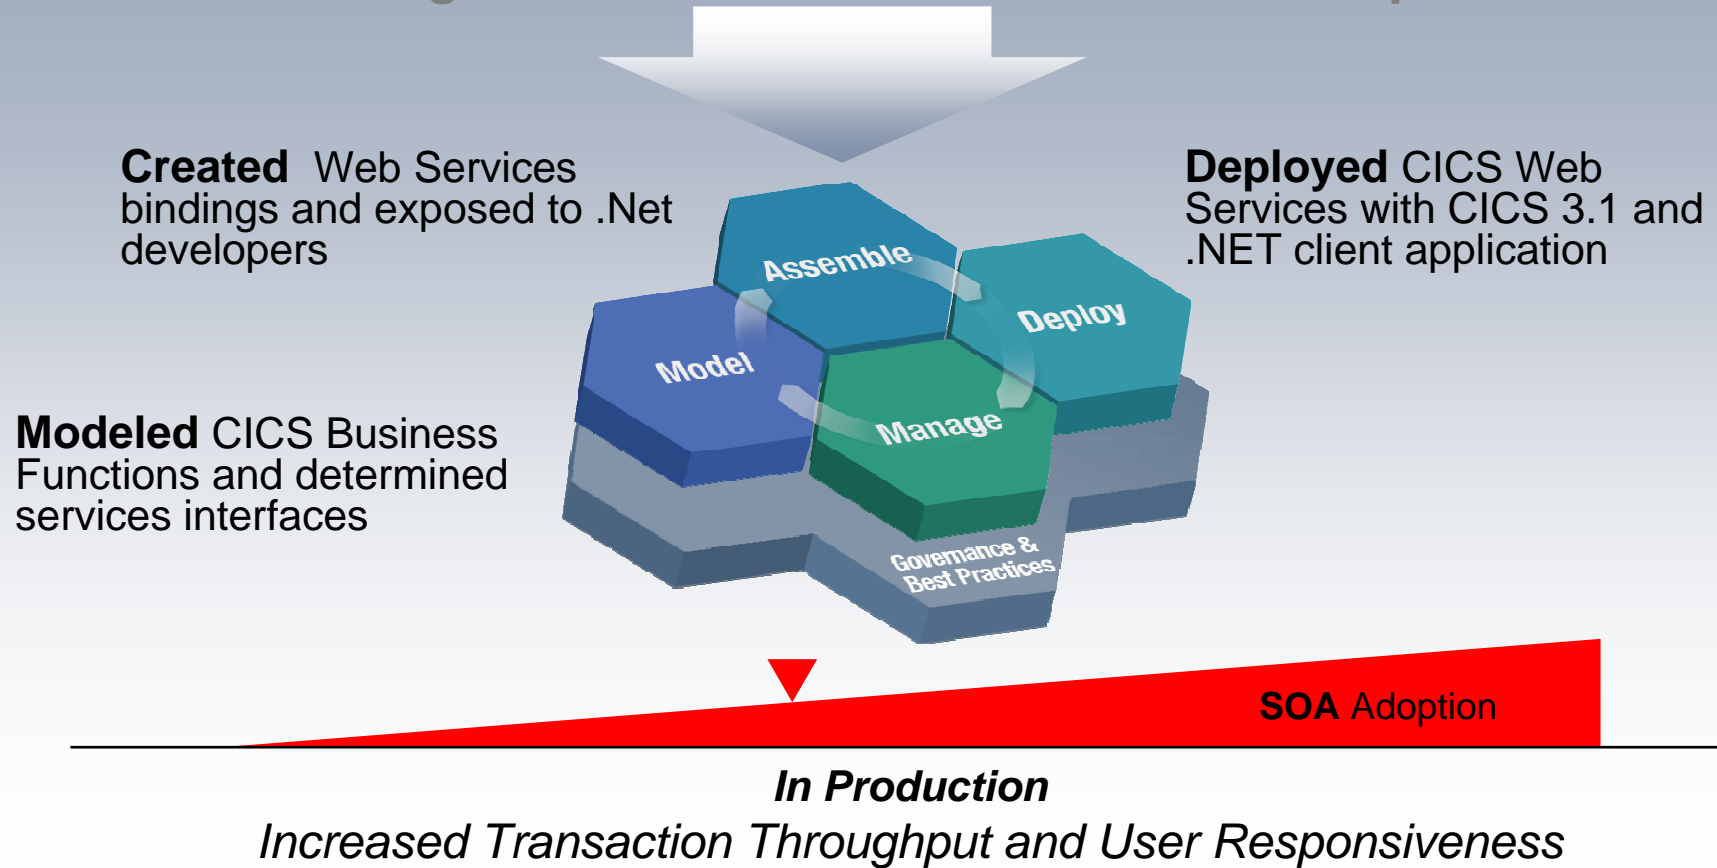 Created Web Services
bindings and exposed to .Net
developers
Deployed CICS Web
Services with CICS 3.1 and
.NET client application
Assemble
Deploy
Model
Manage
Modeled CICS Business
Functions and determined
services interfaces
Governance &
Best Practices
SOA Adoption
In Production
Increased Transaction Throughput and User Responsiveness